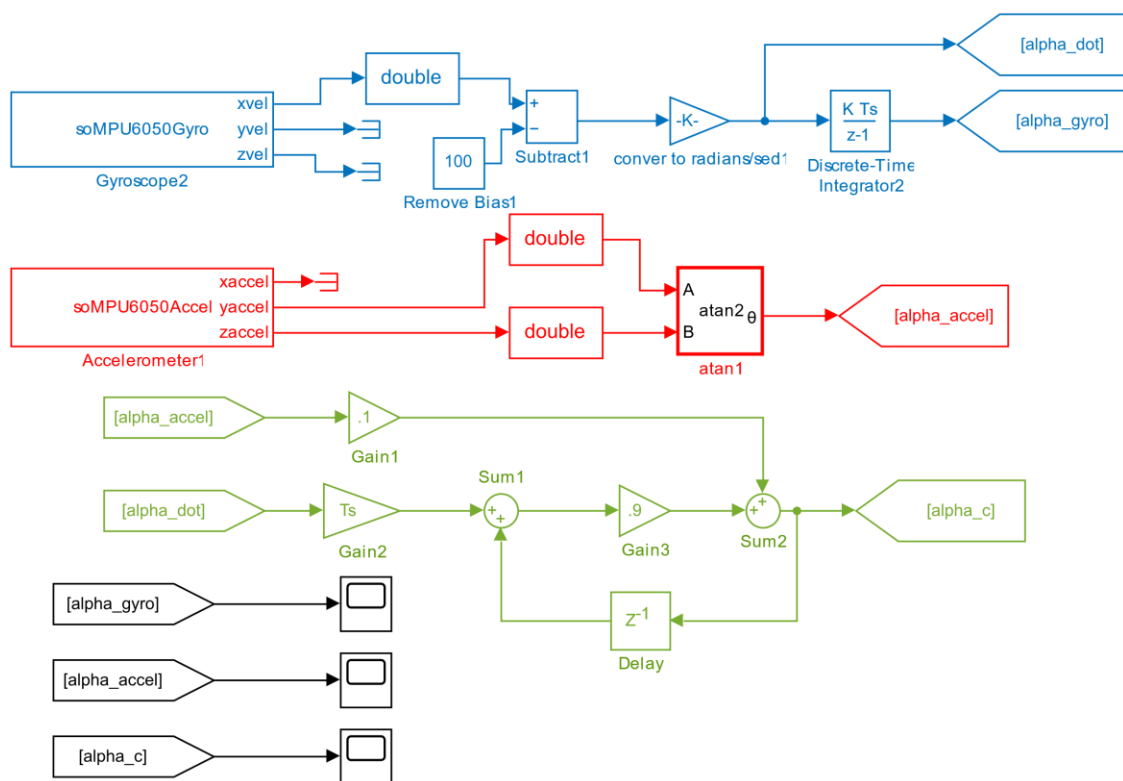 [alpha_dot]
double
xvel
soMPU6050Gyro
yvel
zvel
Gyroscope2
+
−
Subtract1
100
Remove Bias1
-K-
conver to radians/sed1
K Ts
z-1
Discrete-Time
Integrator2
[alpha_gyro]
double
xaccel
soMPU6050Accel
yaccel
zaccel
Accelerometer1
double
A
atan2
B
θ
atan1
[alpha_accel]
[alpha_accel]
.1
Gain1
[alpha_dot]
Ts
Gain2
Sum1
+
+
.9
Gain3
+
+
Sum2
[alpha_c]
Z-1
Delay
[alpha_gyro]
[alpha_accel]
[alpha_c]